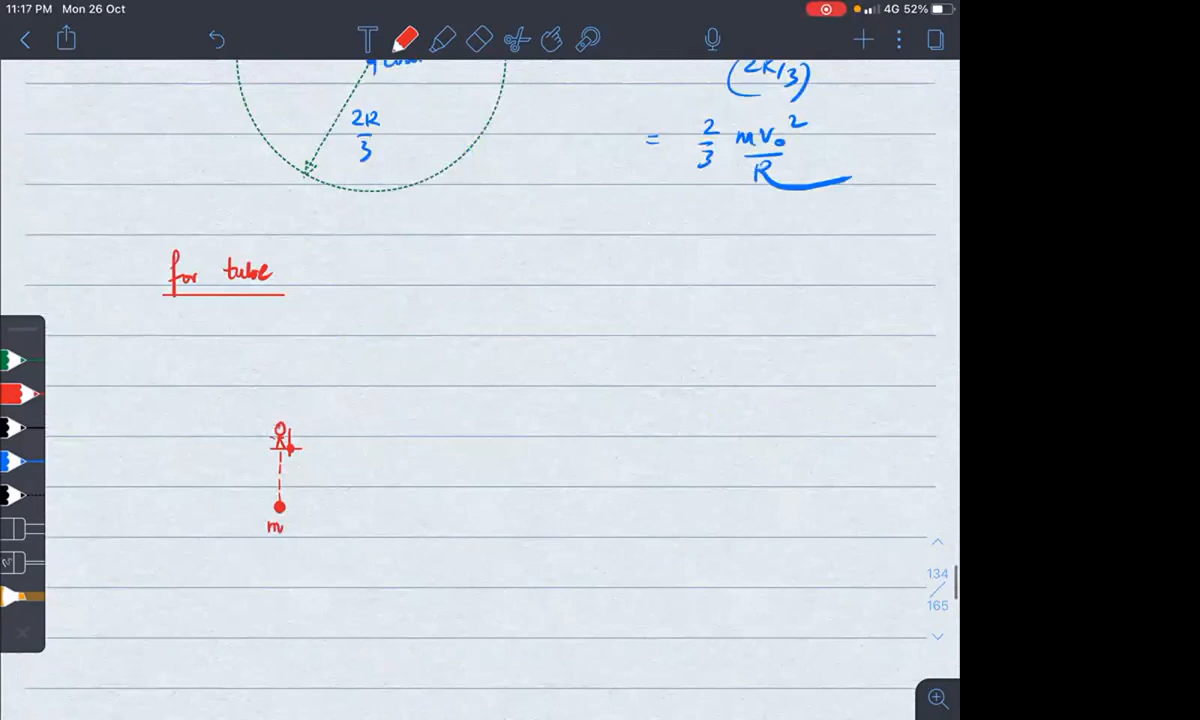 11:17 PM Mon 26 Oct
4G 52%
T
(2R/3)
2R
3
= 2/3 mv₀²/R
for tube
m
134
165